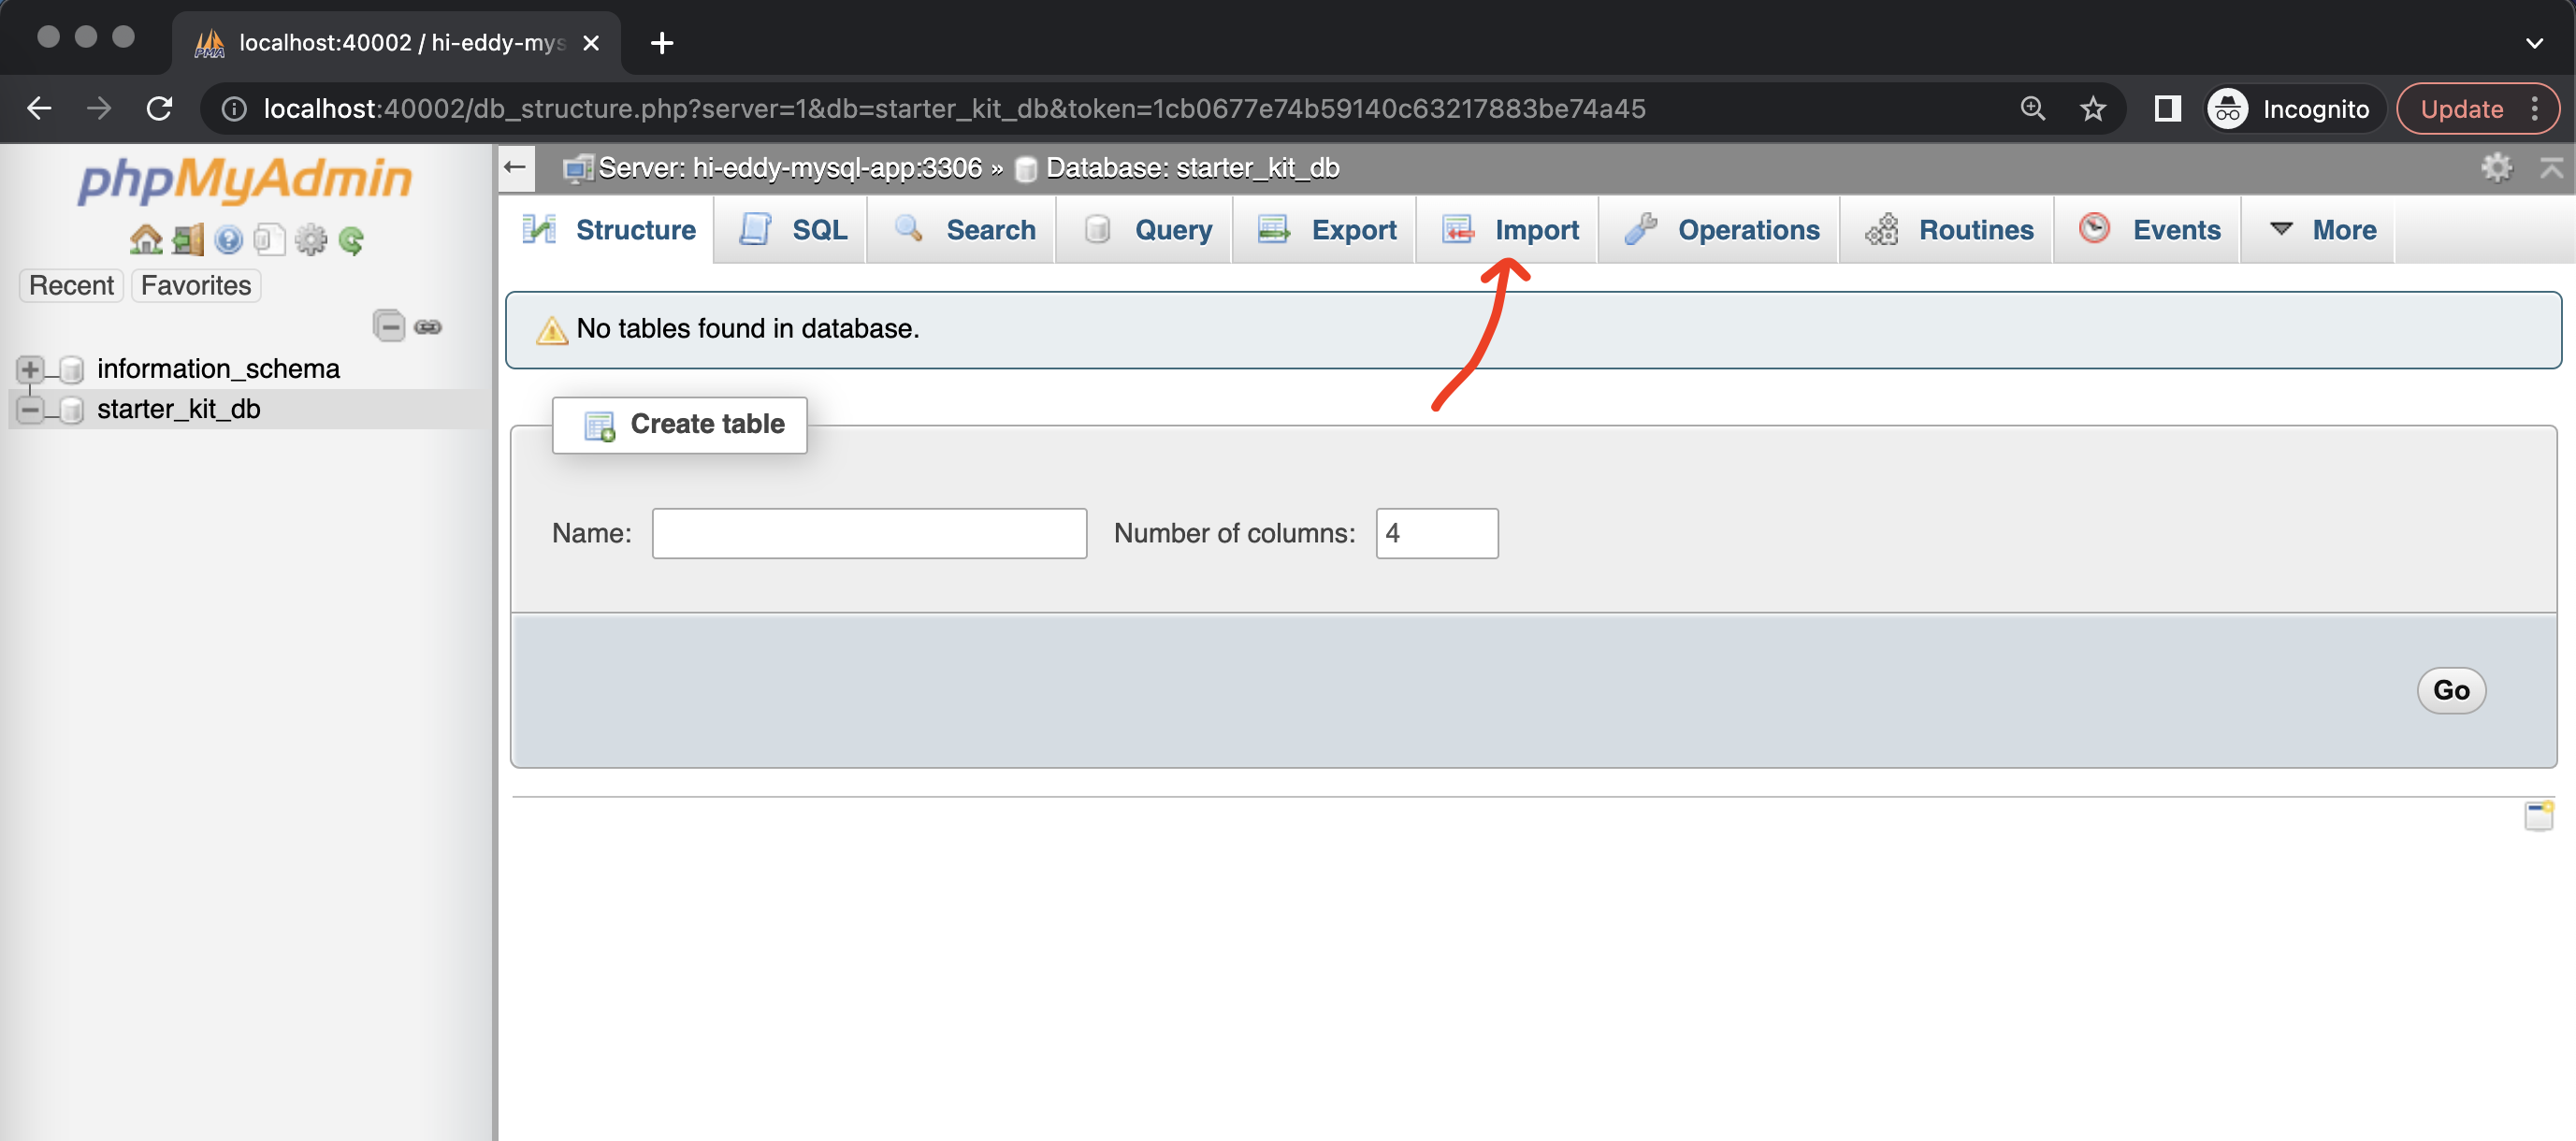 localhost:40002 / hi-eddy-mys
localhost:40002/db_structure.php?server=1&db=starter_kit_db&token=1cb0677e74b59140c63217883be74a45
Incognito
Update
phpMyAdmin
Server: hi-eddy-mysql-app:3306 » Database: starter_kit_db
Structure SQL Search Query Export Import Operations Routines Events More
Recent Favorites
No tables found in database.
information_schema
starter_kit_db
Create table
Name: Number of columns: 4
Go